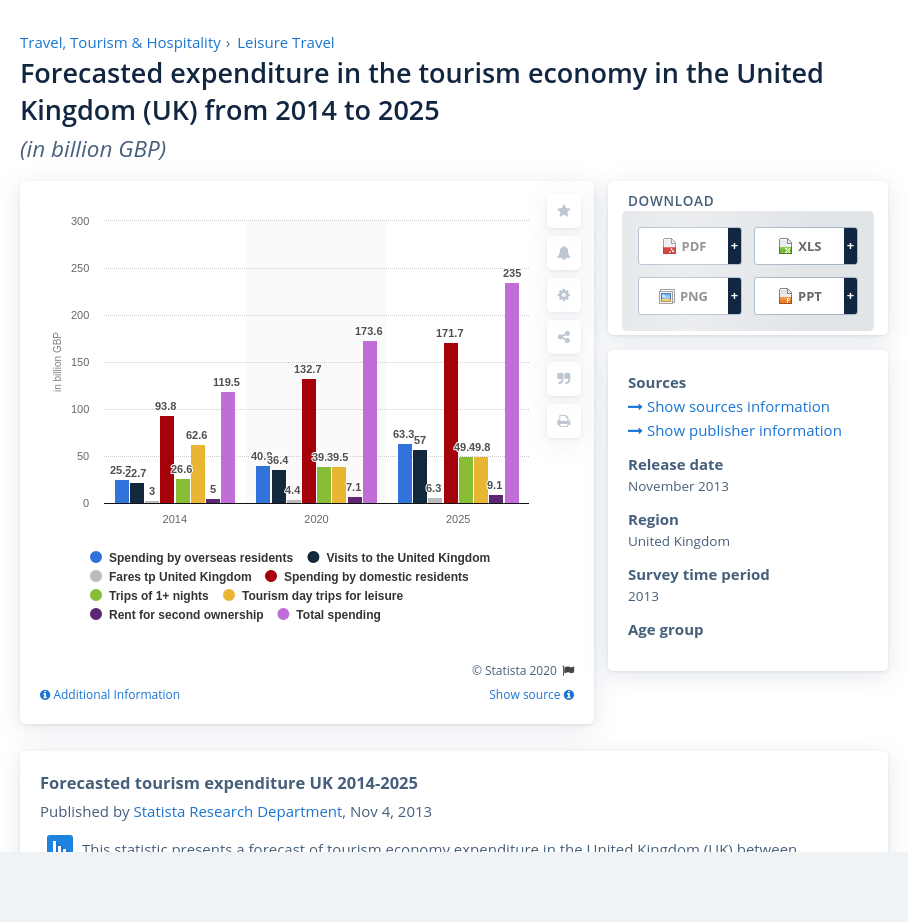 Travel, Tourism & Hospitality › Leisure Travel
Forecasted expenditure in the tourism economy in the United
Kingdom (UK) from 2014 to 2025
(in billion GBP)
DOWNLOAD
PDF +
XLS +
PNG +
PPT +
300
250
200
150
100
50
0
in billion GBP
22.7
3
93.8
26.6
62.6
5
119.5
36.4
4.4
132.7
39.3
39.5
7.1
173.6
63.3
57
6.3
171.7
49.8
9.1
235
2014
2020
2025
Spending by overseas residents
Visits to the United Kingdom
Fares tp United Kingdom
Spending by domestic residents
Trips of 1+ nights
Tourism day trips for leisure
Rent for second ownership
Total spending
© Statista 2020
Additional Information
Show source
Sources
Show sources information
Show publisher information
Release date
November 2013
Region
United Kingdom
Survey time period
2013
Age group
Forecasted tourism expenditure UK 2014-2025
Published by Statista Research Department, Nov 4, 2013
This statistic presents a forecast of tourism economy expenditure in the United Kingdom (UK) between